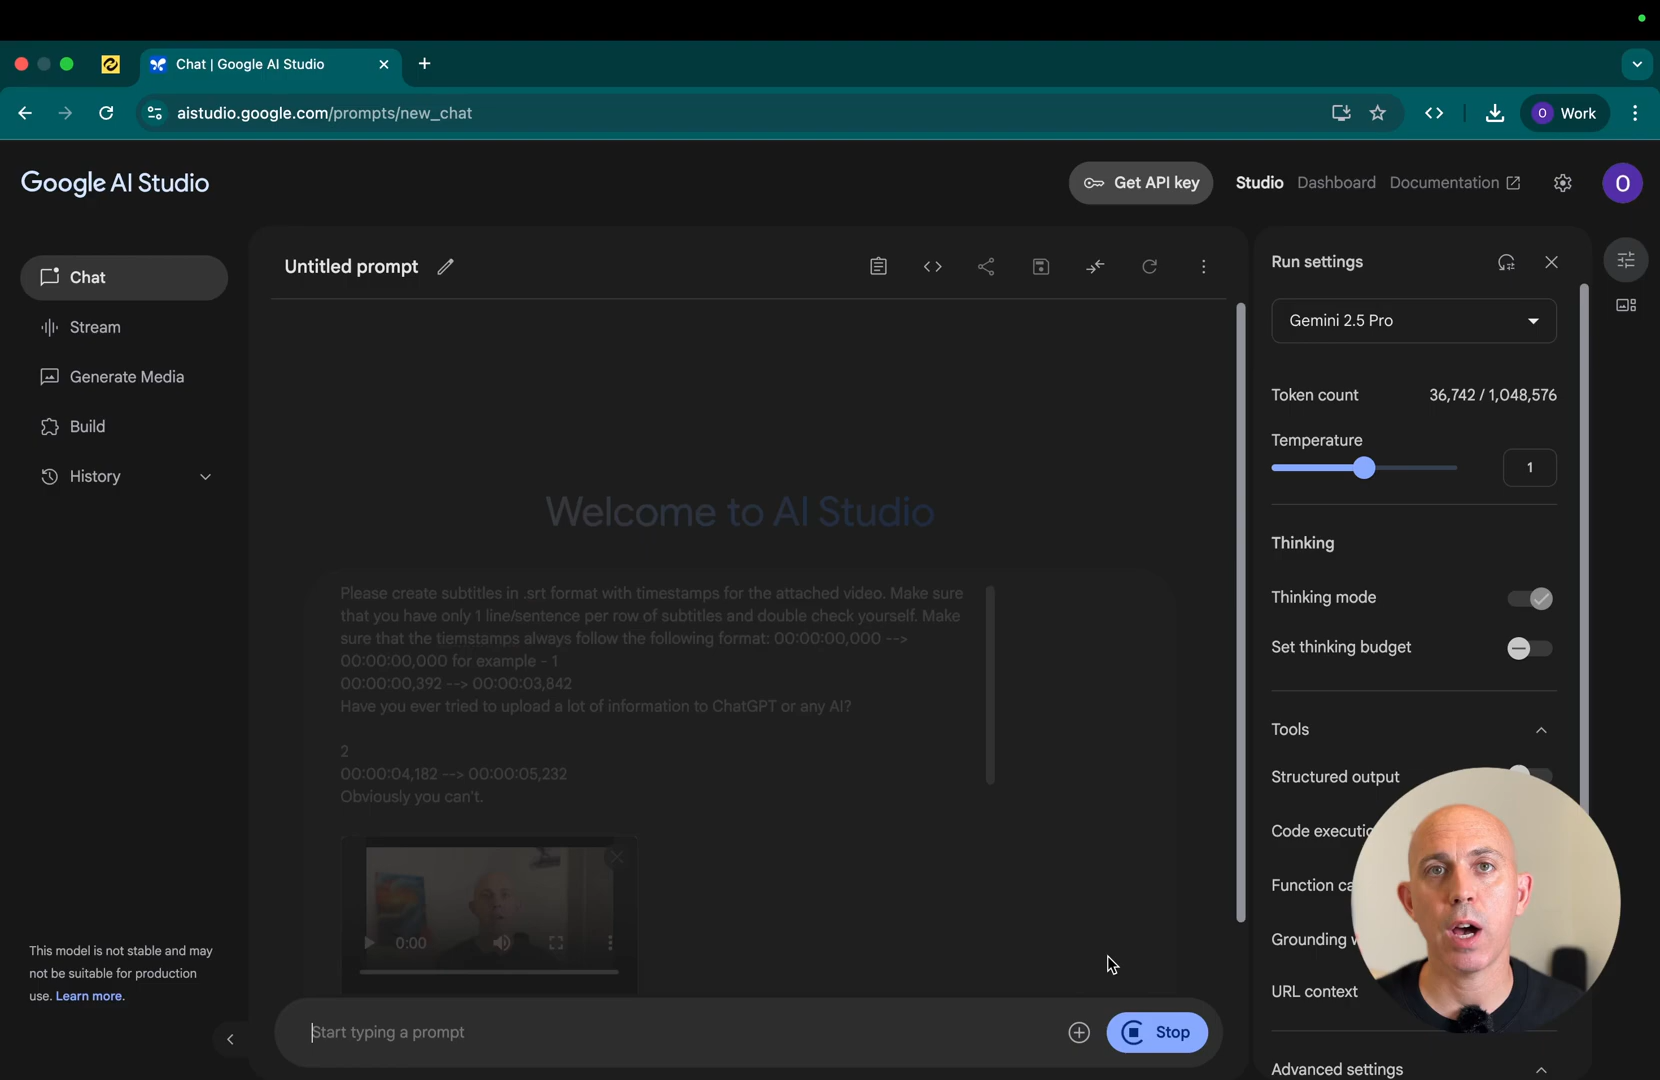 Chat | Google AI Studio
aistudio.google.com/prompts/new_chat
O Work
Google AI Studio
Get API key
Studio Dashboard Documentation
O
Chat
Stream
Generate Media
Build
History
This model is not stable and may
not be suitable for production
use. Learn more.
Untitled prompt
Welcome to AI Studio
Please create subtitles in .srt format with timestamps for the attached video. Make sure
that you have only 1 line/sentence per row of subtitles and double check yourself. Make
sure that the tiemstamps always follow the following format: 00:00:00,000 -->
00:00:00,000 for example - 1
00:00:00,392 --> 00:00:03,842
Have you ever tried to upload a lot of information to ChatGPT or any AI?
2
00:00:04,182 --> 00:00:05,232
Obviously you can't.
0:00
Start typing a prompt
Stop
Run settings
Gemini 2.5 Pro
Token count 36,742 / 1,048,576
Temperature
1
Thinking
Thinking mode
Set thinking budget
Tools
Structured output
Code executio
Function ca
Grounding w
URL context
Advanced settings